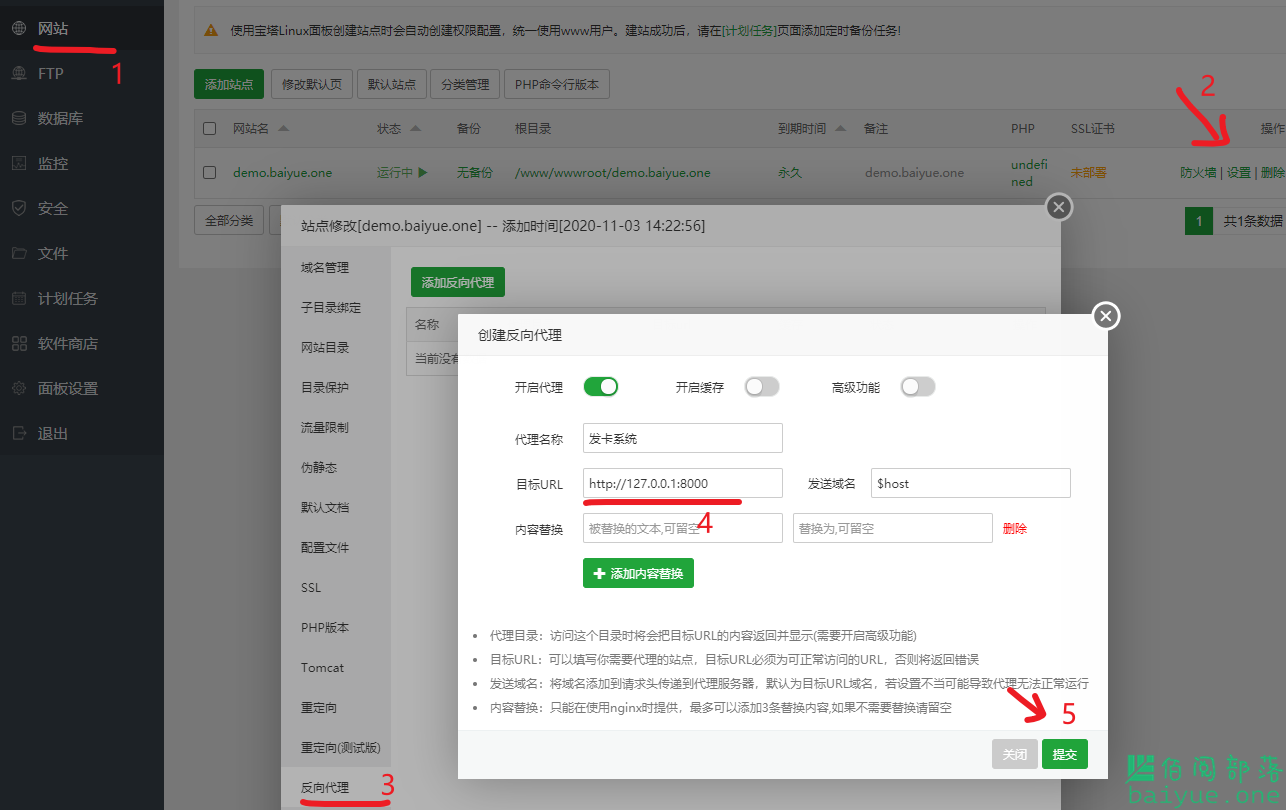 网站
1
FTP
数据库
监控
安全
文件
计划任务
软件商店
面板设置
退出
使用宝塔Linux面板创建站点时会自动创建权限配置，统一使用www用户。建站成功后，请在[计划任务]页面添加定时备份任务!
添加站点 修改默认页 默认站点 分类管理 PHP命令行版本
2
网站名 状态 备份 根目录 到期时间 备注 PHP SSL证书 操作
demo.baiyue.one 运行中 无备份 /www/wwwroot/demo.baiyue.one 永久 demo.baiyue.one undefi
ned 未部署 防火墙 | 设置 | 删除
全部分类
1 共1条数据
站点修改[demo.baiyue.one] -- 添加时间[2020-11-03 14:22:56]
域名管理
子目录绑定
网站目录
目录保护
流量限制
伪静态
默认文档
配置文件
SSL
PHP版本
Tomcat
重定向
重定向(测试版)
反向代理
3
添加反向代理
名称
当前没有
创建反向代理
开启代理 开启缓存 高级功能
代理名称 发卡系统
目标URL http://127.0.0.1:8000 发送域名 $host
4
内容替换 被替换的文本,可留空 替换为,可留空 删除
添加内容替换
代理目录：访问这个目录时将会把目标URL的内容返回并显示(需要开启高级功能)
目标URL：可以填写你需要代理的站点，目标URL必须为可正常访问的URL，否则将返回错误
发送域名：将域名添加到请求头传递到代理服务器，默认为目标URL域名，若设置不当可能导致代理无法正常运行
内容替换：只能在使用nginx时提供，最多可以添加3条替换内容,如果不需要替换请留空
5
关闭 提交
佰阅部落
baiyue.one